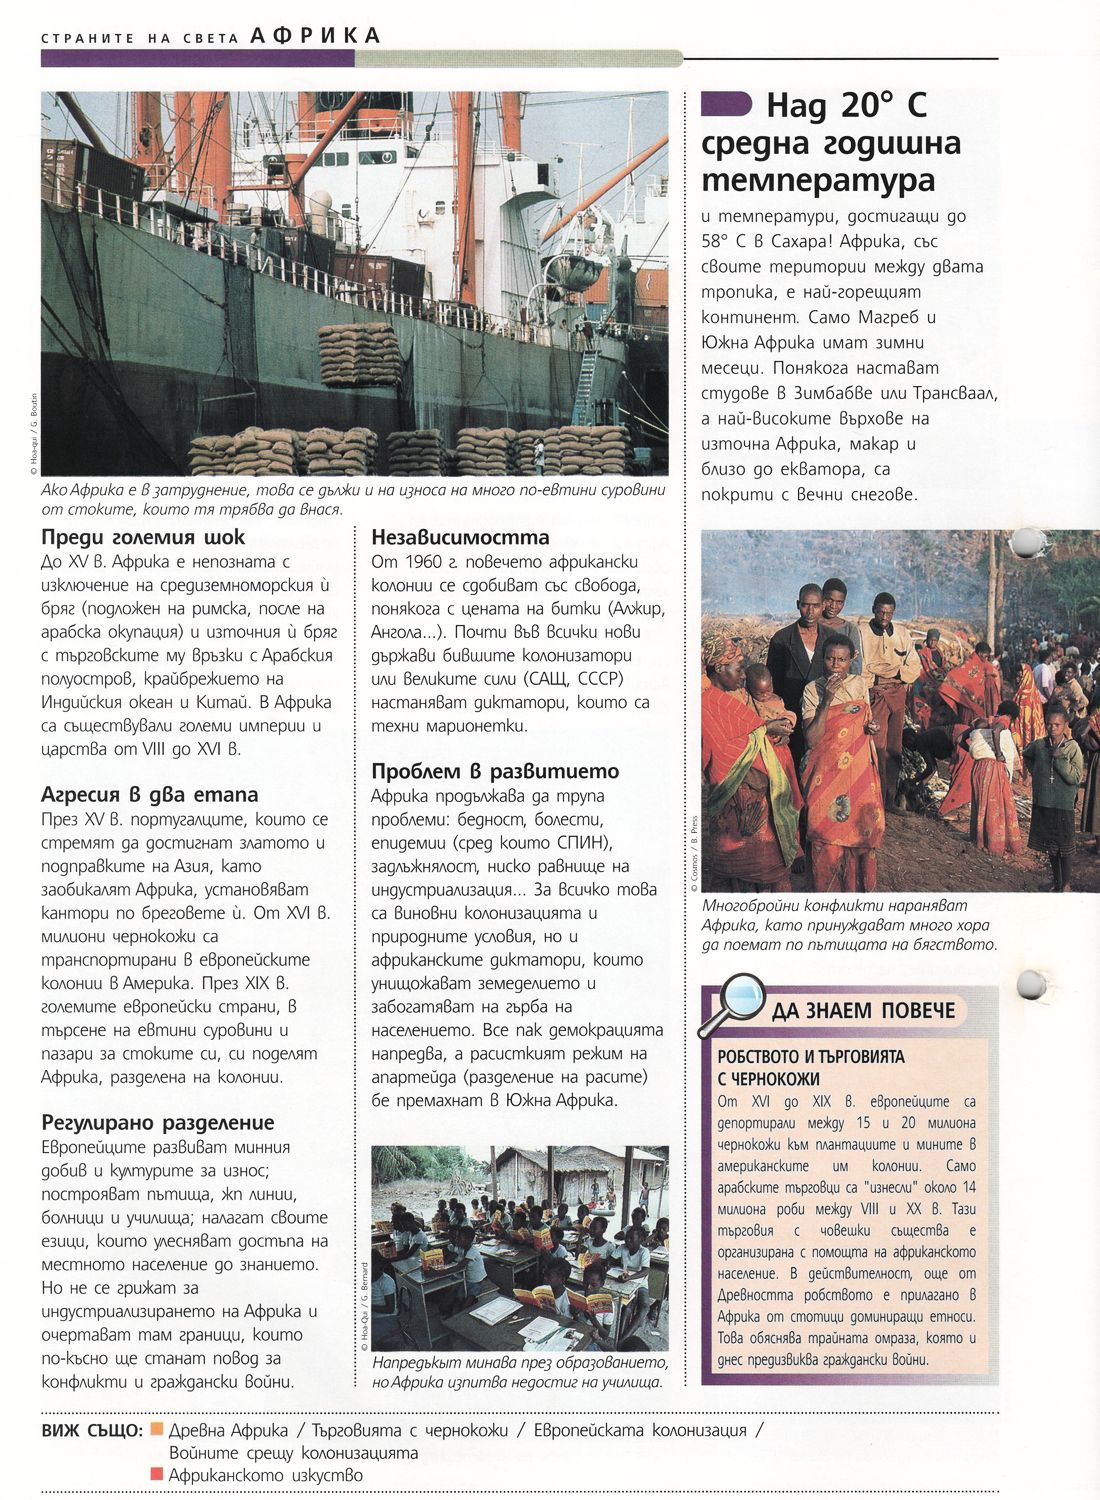 СТРАНИТЕ НА СВЕТА АФРИКА
© Hoa-qui / G. Boutin
Ако Африка е в затруднение, това се дължи и на износа на много по-евтини суровини
от стоките, които тя трябва да внася.
Преди големия шок
До XV в. Африка е непозната с
изключение на средиземноморския ѝ
бряг (подложен на римска, после на
арабска окупация) и източния ѝ бряг
с търговските му връзки с Арабския
полуостров, крайбрежието на
Индийския океан и Китай. В Африка
са съществували големи империи и
царства от VIII до XVI в.
Агресия в два етапа
През XV в. португалците, които се
стремят да достигнат златото и
подправките на Азия, като
заобикалят Африка, установяват
кантори по бреговете ѝ. От XVI в.
милиони чернокожи са
транспортирани в европейските
колонии в Америка. През XIX в.
големите европейски страни, в
търсене на евтини суровини и
пазари за стоките си, си поделят
Африка, разделена на колонии.
Регулирано разделение
Европейците развиват минния
добив и културите за износ;
построяват пътища, жп линии,
болници и училища; налагат своите
езици, които улесняват достъпа на
местното население до знанието.
Но не се грижат за
индустриализирането на Африка и
очертават там граници, които
по-късно ще станат повод за
конфликти и граждански войни.
Независимостта
От 1960 г. повечето африкански
колонии се сдобиват със свобода,
понякога с цената на битки (Алжир,
Ангола...). Почти във всички нови
държави бившите колонизатори
или великите сили (САЩ, СССР)
настаняват диктатори, които са
техни марионетки.
Проблем в развитието
Африка продължава да трупа
проблеми: бедност, болести,
епидемии (сред които СПИН),
задлъжнялост, ниско равнище на
индустриализация... За всичко това
са виновни колонизацията и
природните условия, но и
африканските диктатори, които
унищожават земеделието и
забогатяват на гърба на
населението. Все пак демокрацията
напредва, а расисткият режим на
апартейда (разделение на расите)
бе премахнат в Южна Африка.
© Hoa-Qui / G. Bernard
Напредъкът минава през образованието,
но Африка изпитва недостиг на училища.
Над 20° С
средна годишна
температура
и температури, достигащи до
58° С в Сахара! Африка, със
своите територии между двата
тропика, е най-горещият
континент. Само Магреб и
Южна Африка имат зимни
месеци. Понякога настават
студове в Зимбабве или Трансваал,
а най-високите върхове на
източна Африка, макар и
близо до екватора, са
покрити с вечни снегове.
© Cosmos / B. Press
Многобройни конфликти нараняват
Африка, като принуждават много хора
да поемат по пътищата на бягството.
ДА ЗНАЕМ ПОВЕЧЕ
РОБСТВОТО И ТЪРГОВИЯТА
С ЧЕРНОКОЖИ
От XVI до XIX в. европейците са
депортирали между 15 и 20 милиона
чернокожи към плантациите и мините в
американските им колонии. Само
арабските търговци са "изнесли" около 14
милиона роби между VIII и XX в. Тази
търговия с човешки същества е
организирана с помощта на африканското
население. В действителност, още от
Древността робството е прилагано в
Африка от стотици доминиращи етноси.
Това обяснява трайната омраза, която и
днес предизвиква граждански войни.
ВИЖ СЪЩО: Древна Африка / Търговията с чернокожи / Европейската колонизация /
Войните срещу колонизацията
Африканското изкуство